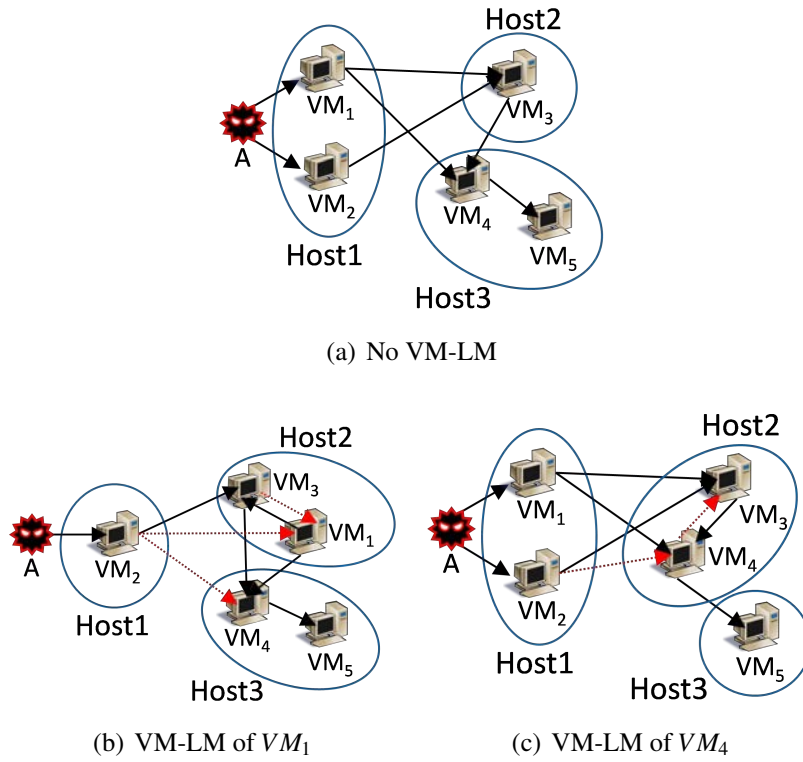 Host2
VM1
VM3
A
VM2
VM4
Host1
VM5
Host3
(a) No VM-LM
Host2
VM3
VM1
A
VM2
Host1
VM4
VM5
Host3
(b) VM-LM of VM1
Host2
VM1
VM3
A
VM4
VM2
Host1
VM5
Host3
(c) VM-LM of VM4